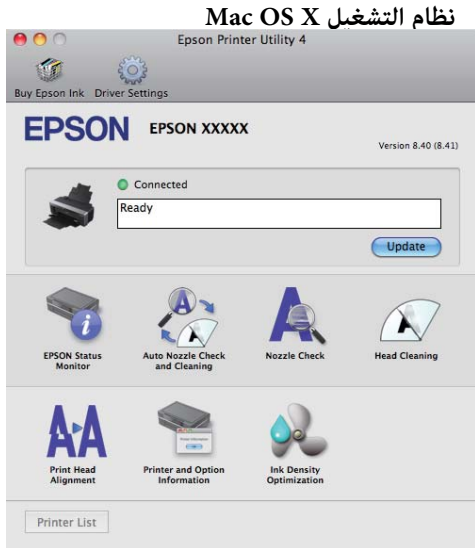 نظام التشغيل Mac OS X
Epson Printer Utility 4
Buy Epson Ink Driver Settings
EPSON EPSON XXXXX
Version 8.40 (8.41)
Connected
Ready
Update
EPSON Status
Monitor
Auto Nozzle Check
and Cleaning
Nozzle Check
Head Cleaning
Print Head
Alignment
Printer and Option
Information
Ink Density
Optimization
Printer List